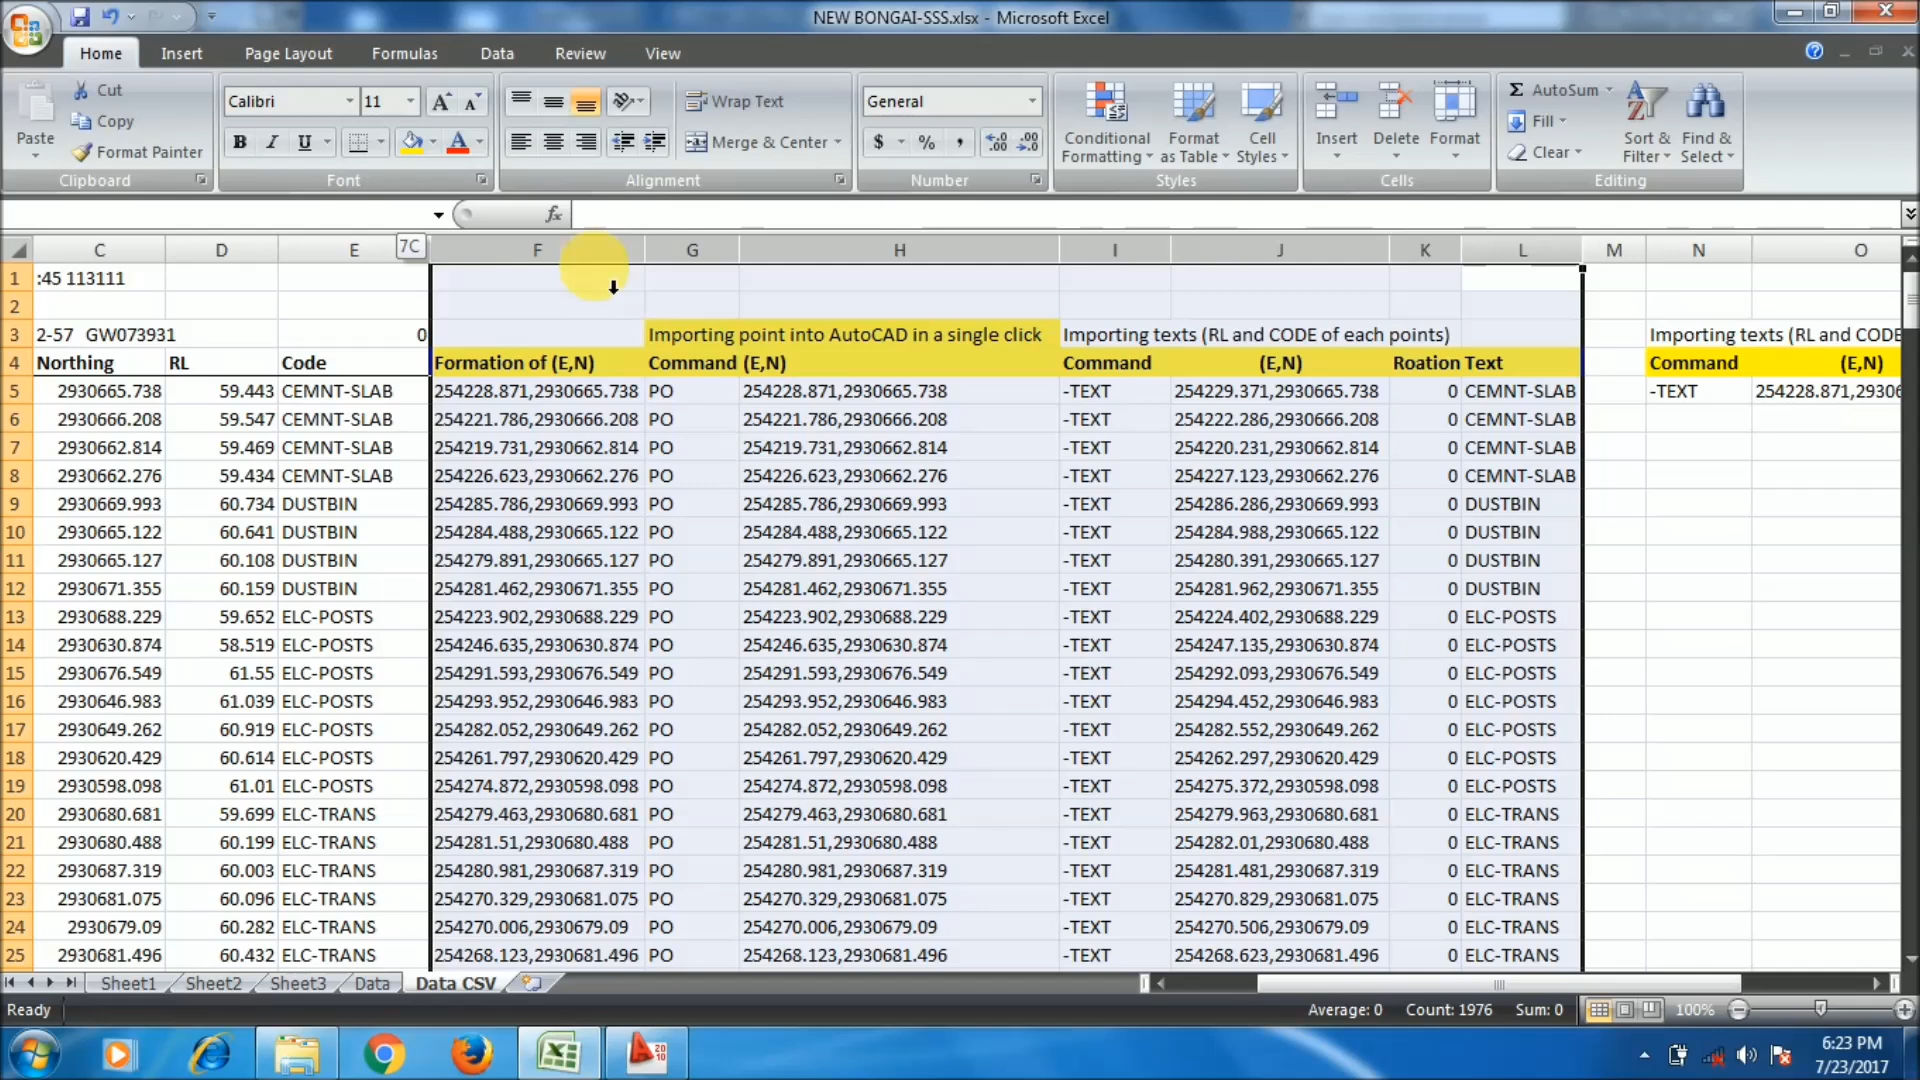 NEW BONGAI-SSS.xlsx - Microsoft Excel
Home Insert Page Layout Formulas Data Review View
Paste Cut Copy Format Painter Clipboard
Calibri 11 B I U Font
Wrap Text Merge & Center Alignment
General $ % , Number
Conditional Formatting Format as Table Cell Styles Styles
Insert Delete Format Cells
Σ AutoSum Fill Clear Sort & Filter Find & Select Editing
fx
C D E 7C F G H I J K L M N O
1 :45 113111
2
3 2-57 GW073931 0 Importing point into AutoCAD in a single click Importing texts (RL and CODE of each points) Importing texts (RL and CODE
4 Northing RL Code Formation of (E,N) Command (E,N) Command (E,N) Roation Text Command (E,N)
5 2930665.738 59.443 CEMNT-SLAB 254228.871,2930665.738 PO 254228.871,2930665.738 -TEXT 254229.371,2930665.738 0 CEMNT-SLAB -TEXT 254228.871,29306
6 2930666.208 59.547 CEMNT-SLAB 254221.786,2930666.208 PO 254221.786,2930666.208 -TEXT 254222.286,2930666.208 0 CEMNT-SLAB
7 2930662.814 59.469 CEMNT-SLAB 254219.731,2930662.814 PO 254219.731,2930662.814 -TEXT 254220.231,2930662.814 0 CEMNT-SLAB
8 2930662.276 59.434 CEMNT-SLAB 254226.623,2930662.276 PO 254226.623,2930662.276 -TEXT 254227.123,2930662.276 0 CEMNT-SLAB
9 2930669.993 60.734 DUSTBIN 254285.786,2930669.993 PO 254285.786,2930669.993 -TEXT 254286.286,2930669.993 0 DUSTBIN
10 2930665.122 60.641 DUSTBIN 254284.488,2930665.122 PO 254284.488,2930665.122 -TEXT 254284.988,2930665.122 0 DUSTBIN
11 2930665.127 60.108 DUSTBIN 254279.891,2930665.127 PO 254279.891,2930665.127 -TEXT 254280.391,2930665.127 0 DUSTBIN
12 2930671.355 60.159 DUSTBIN 254281.462,2930671.355 PO 254281.462,2930671.355 -TEXT 254281.962,2930671.355 0 DUSTBIN
13 2930688.229 59.652 ELC-POSTS 254223.902,2930688.229 PO 254223.902,2930688.229 -TEXT 254224.402,2930688.229 0 ELC-POSTS
14 2930630.874 58.519 ELC-POSTS 254246.635,2930630.874 PO 254246.635,2930630.874 -TEXT 254247.135,2930630.874 0 ELC-POSTS
15 2930676.549 61.55 ELC-POSTS 254291.593,2930676.549 PO 254291.593,2930676.549 -TEXT 254292.093,2930676.549 0 ELC-POSTS
16 2930646.983 61.039 ELC-POSTS 254293.952,2930646.983 PO 254293.952,2930646.983 -TEXT 254294.452,2930646.983 0 ELC-POSTS
17 2930649.262 60.919 ELC-POSTS 254282.052,2930649.262 PO 254282.052,2930649.262 -TEXT 254282.552,2930649.262 0 ELC-POSTS
18 2930620.429 60.614 ELC-POSTS 254261.797,2930620.429 PO 254261.797,2930620.429 -TEXT 254262.297,2930620.429 0 ELC-POSTS
19 2930598.098 61.01 ELC-POSTS 254274.872,2930598.098 PO 254274.872,2930598.098 -TEXT 254275.372,2930598.098 0 ELC-POSTS
20 2930680.681 59.699 ELC-TRANS 254279.463,2930680.681 PO 254279.463,2930680.681 -TEXT 254279.963,2930680.681 0 ELC-TRANS
21 2930680.488 60.199 ELC-TRANS 254281.51,2930680.488 PO 254281.51,2930680.488 -TEXT 254282.01,2930680.488 0 ELC-TRANS
22 2930687.319 60.003 ELC-TRANS 254280.981,2930687.319 PO 254280.981,2930687.319 -TEXT 254281.481,2930687.319 0 ELC-TRANS
23 2930681.075 60.096 ELC-TRANS 254270.329,2930681.075 PO 254270.329,2930681.075 -TEXT 254270.829,2930681.075 0 ELC-TRANS
24 2930679.09 60.282 ELC-TRANS 254270.006,2930679.09 PO 254270.006,2930679.09 -TEXT 254270.506,2930679.09 0 ELC-TRANS
25 2930681.496 60.432 ELC-TRANS 254268.123,2930681.496 PO 254268.123,2930681.496 -TEXT 254268.623,2930681.496 0 ELC-TRANS
Sheet1 Sheet2 Sheet3 Data Data CSV
Ready Average: 0 Count: 1976 Sum: 0 100%
2010
6:23 PM
7/23/2017